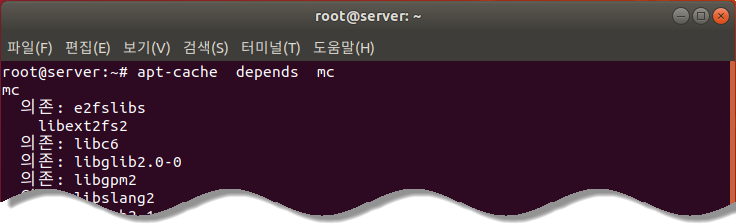 root@server: ~
파일(F) 편집(E) 보기(V) 검색(S) 터미널(T) 도움말(H)
root@server:~# apt-cache  depends  mc
mc
  의존: e2fslibs
    libext2fs2
  의존: libc6
  의존: libglib2.0-0
  의존: libgpm2
libslang2